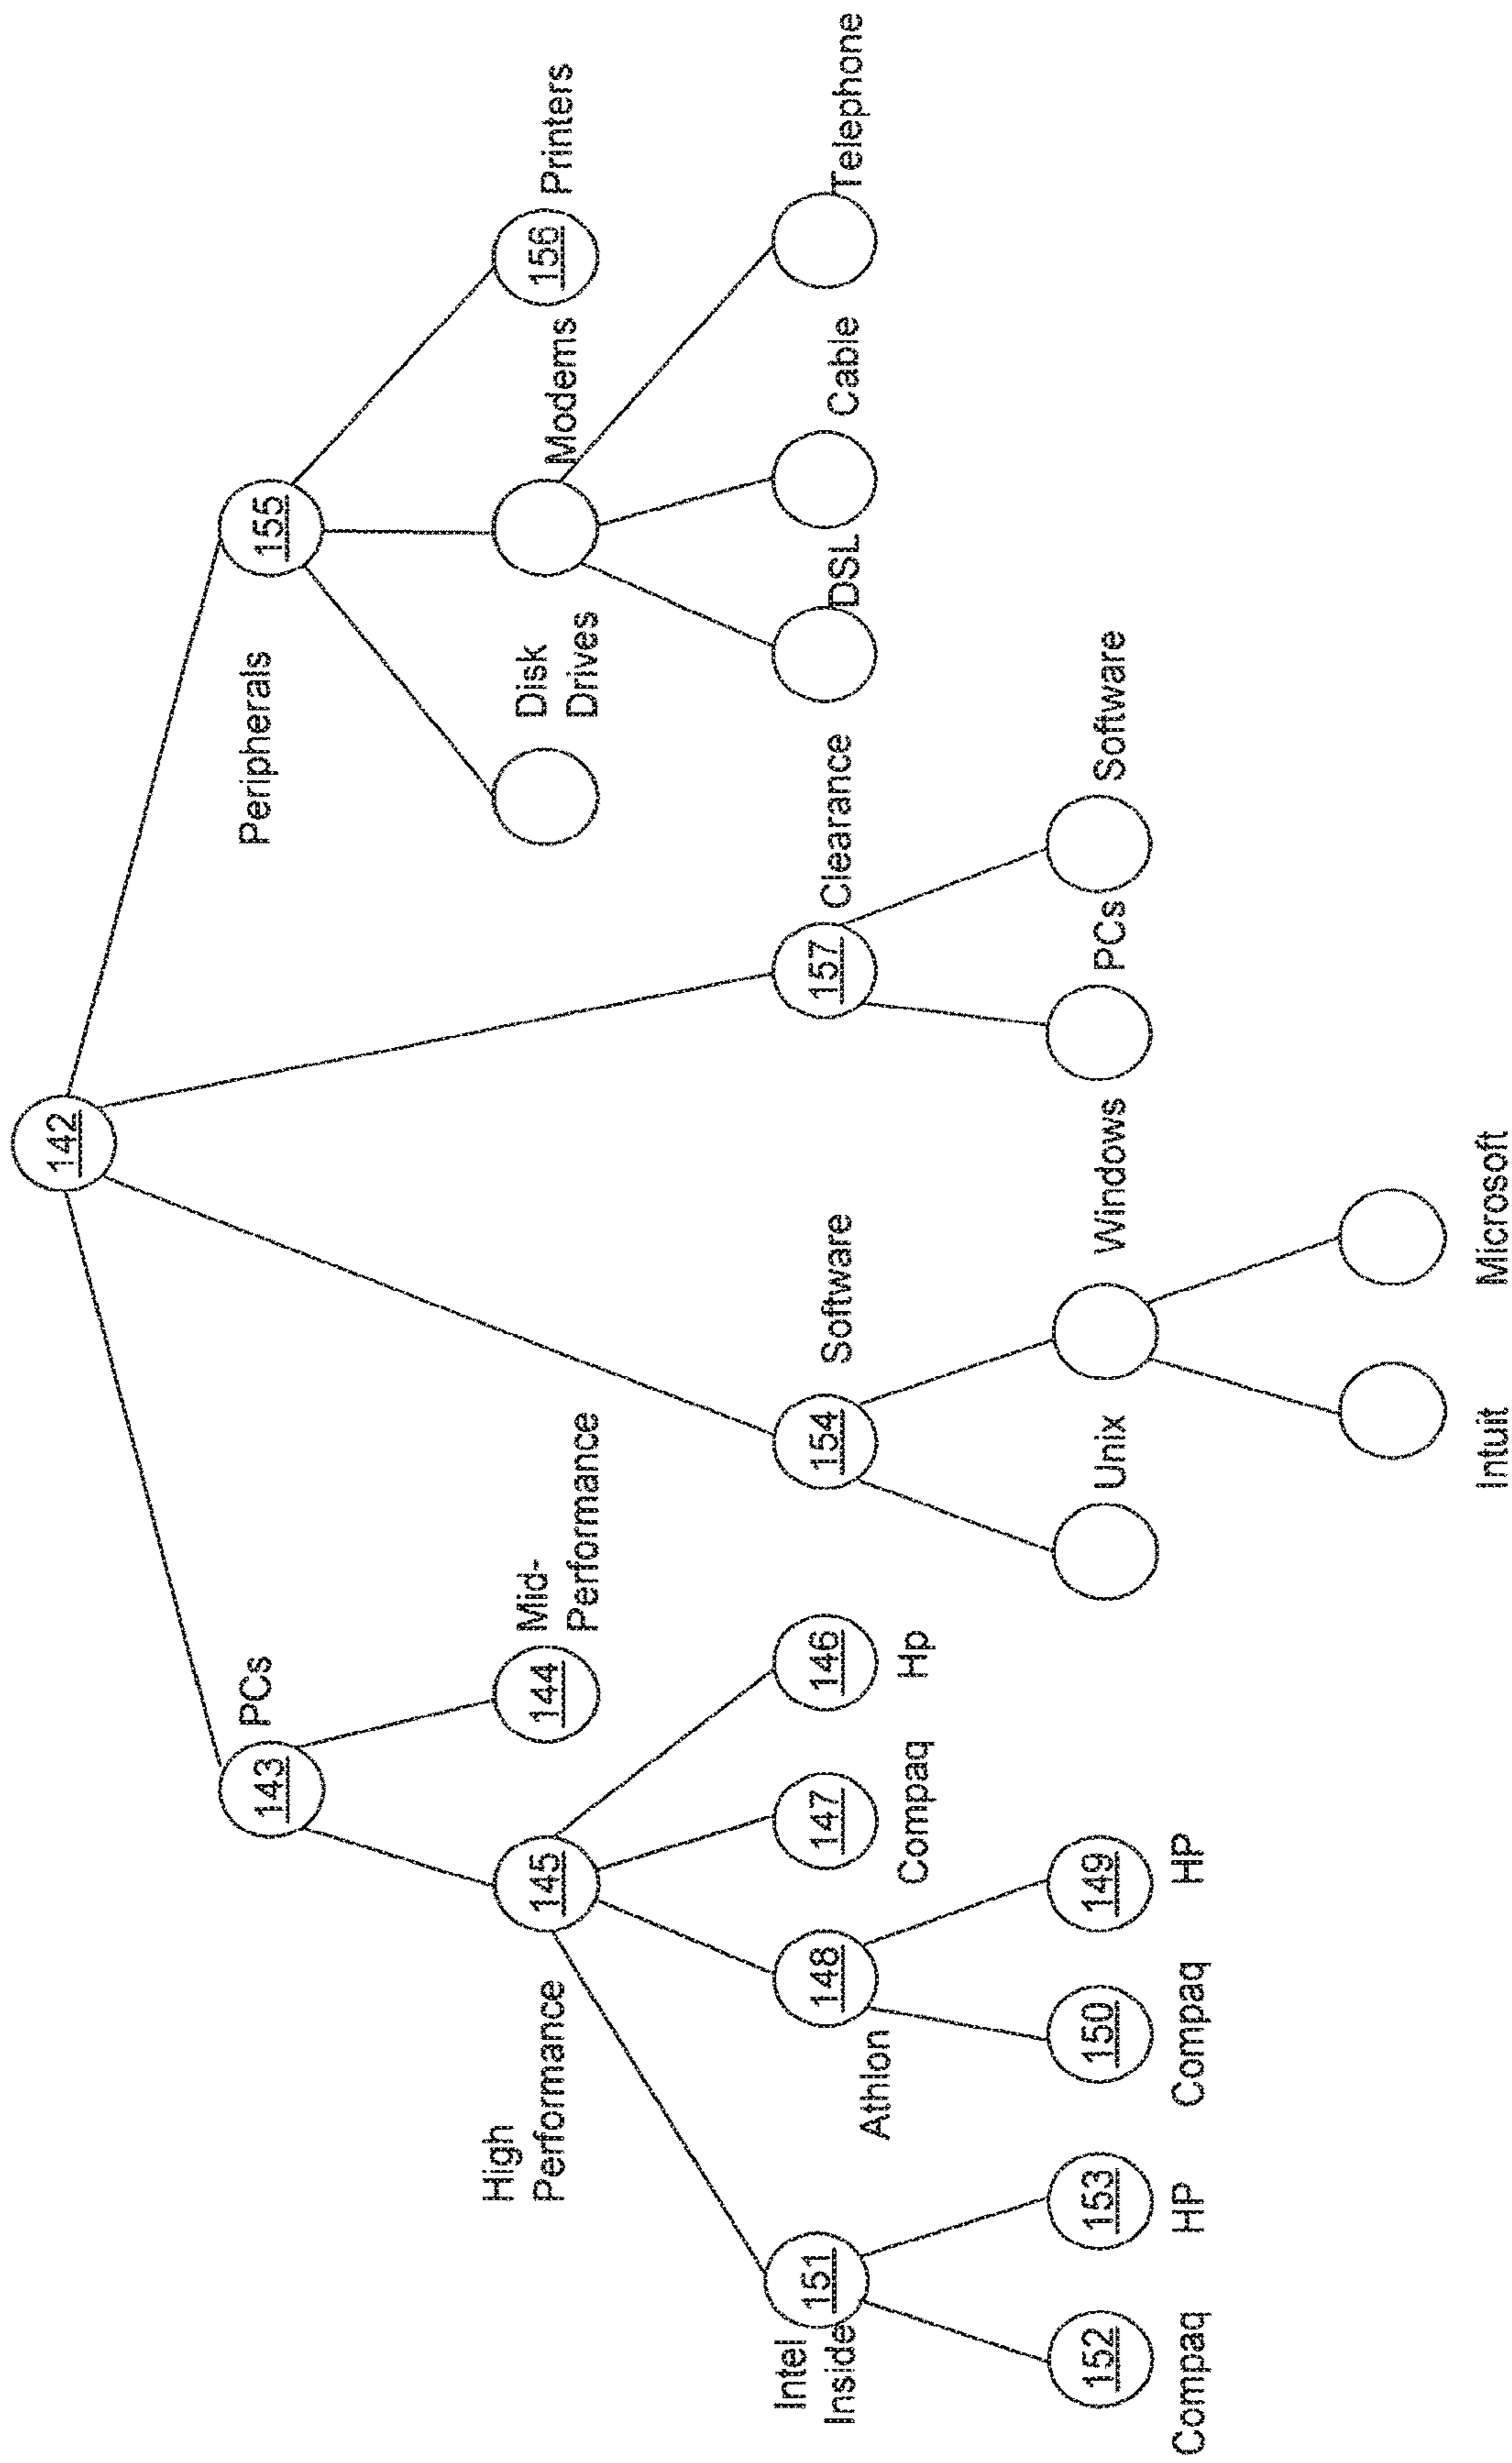 142
143
PCs
155
Peripherals
High
Performance
145
144
Mid-
Performance
Disk
Drives
Modems
156
Printers
Intel
Inside
151
148
Athlon
147
Compaq
146
Hp
154
Software
157
Clearance
DSL
Cable
Telephone
152
Compaq
153
HP
150
Compaq
149
HP
Unix
Windows
PCs
Software
Intuit
Microsoft